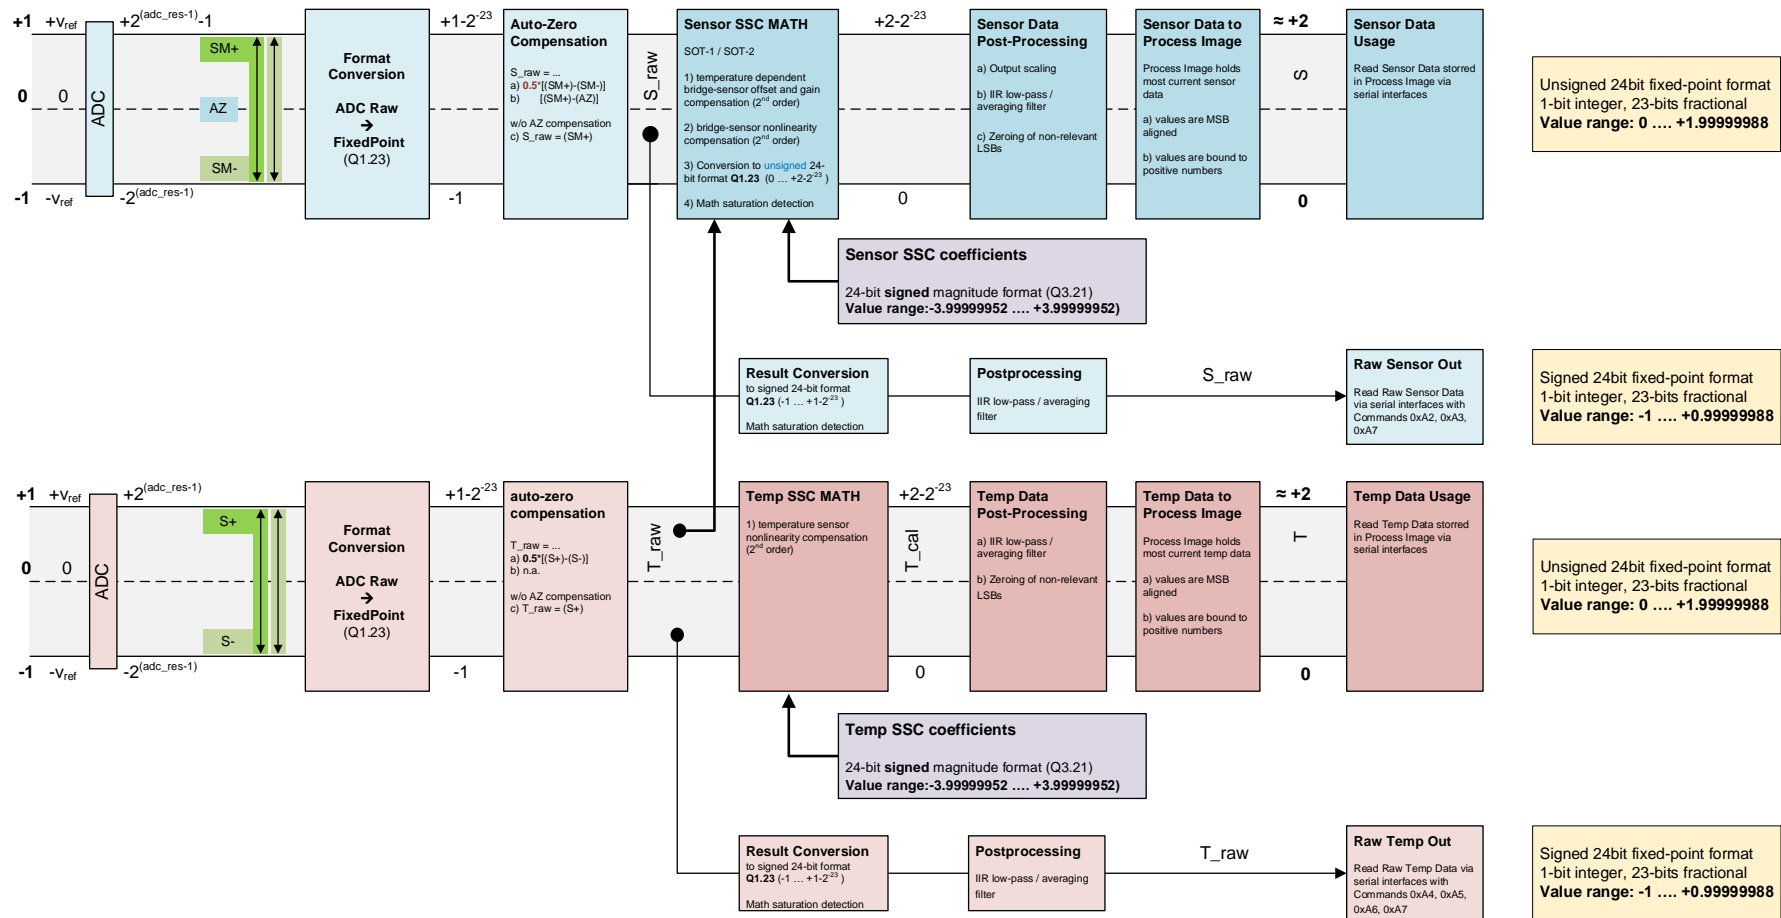 +1 +v_ref +2^(adc_res-1)-1
0 0
-1 -v_ref -2^(adc_res-1)
ADC
SM+
AZ
SM-
Format
Conversion
ADC Raw
→
FixedPoint
(Q1.23)
+1-2^-23
-1
Auto-Zero
Compensation
S_raw = ...
a) 0.5*[(SM+)-(SM-)]
b) [(SM+)-(AZ)]
w/o AZ compensation
c) S_raw = (SM+)
S_raw
Sensor SSC MATH
SOT-1 / SOT-2
1) temperature dependent
bridge-sensor offset and gain
compensation (2nd order)
2) bridge-sensor nonlinearity
compensation (2nd order)
3) Conversion to unsigned 24-
bit format Q1.23 (0 ... +2-2^-23 )
4) Math saturation detection
+2-2^-23
0
Sensor Data
Post-Processing
a) Output scaling
b) IIR low-pass /
averaging filter
c) Zeroing of non-relevant
LSBs
Sensor Data to
Process Image
Process Image holds
most current sensor
data
a) values are MSB
aligned
b) values are bound to
positive numbers
≈ +2
S
0
Sensor Data
Usage
Read Sensor Data storred
in Process Image via
serial interfaces
Unsigned 24bit fixed-point format
1-bit integer, 23-bits fractional
Value range: 0 .... +1.99999988
Sensor SSC coefficients
24-bit signed magnitude format (Q3.21)
Value range:-3.99999952 .... +3.99999952)
Result Conversion
to signed 24-bit format
Q1.23 (-1 ... +1-2^-23 )
Math saturation detection
Postprocessing
IIR low-pass / averaging
filter
S_raw
Raw Sensor Out
Read Raw Sensor Data
via serial interfaces with
Commands 0xA2, 0xA3,
0xA7
Signed 24bit fixed-point format
1-bit integer, 23-bits fractional
Value range: -1 .... +0.99999988
+1 +v_ref +2^(adc_res-1)
0 0
-1 -v_ref -2^(adc_res-1)
ADC
S+
S-
Format
Conversion
ADC Raw
→
FixedPoint
(Q1.23)
+1-2^-23
-1
auto-zero
compensation
T_raw = ...
a) 0.5*[(S+)-(S-)]
b) n.a.
w/o AZ compensation
c) T_raw = (S+)
T_raw
Temp SSC MATH
1) temperature sensor
nonlinearity compensation
(2nd order)
+2-2^-23
T_cal
0
Temp Data
Post-Processing
a) IIR low-pass /
averaging filter
b) Zeroing of non-relevant
LSBs
Temp Data to
Process Image
Process Image holds
most current temp data
a) values are MSB
aligned
b) values are bound to
positive numbers
≈ +2
T
0
Temp Data Usage
Read Temp Data storred
in Process Image via
serial interfaces
Unsigned 24bit fixed-point format
1-bit integer, 23-bits fractional
Value range: 0 .... +1.99999988
Temp SSC coefficients
24-bit signed magnitude format (Q3.21)
Value range:-3.99999952 .... +3.99999952)
Result Conversion
to signed 24-bit format
Q1.23 (-1 ... +1-2^-23 )
Math saturation detection
Postprocessing
IIR low-pass / averaging
filter
T_raw
Raw Temp Out
Read Raw Temp Data via
serial interfaces with
Commands 0xA4, 0xA5,
0xA6, 0xA7
Signed 24bit fixed-point format
1-bit integer, 23-bits fractional
Value range: -1 .... +0.99999988